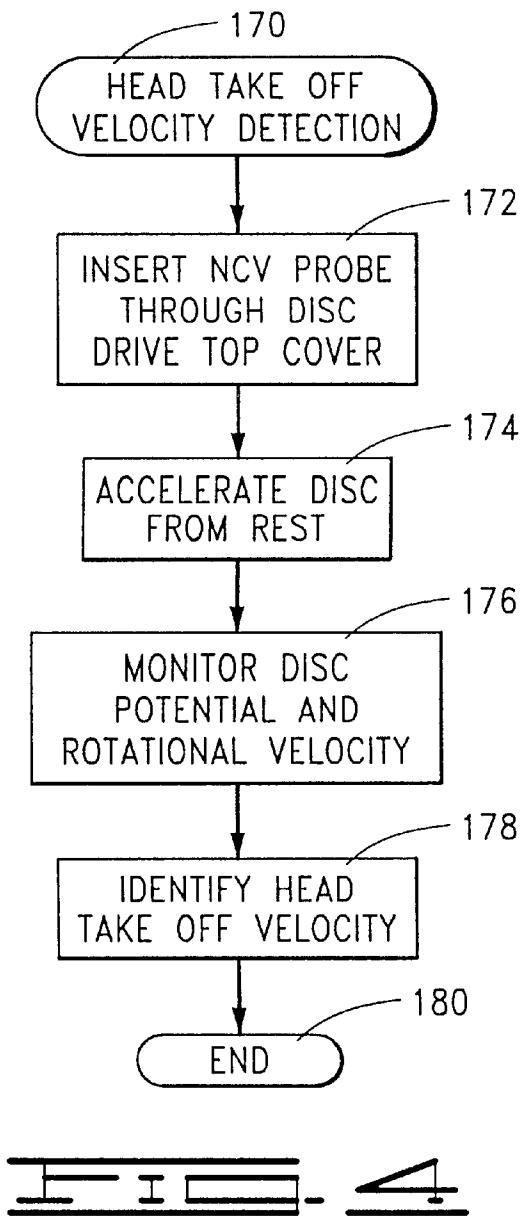 170
HEAD TAKE OFF
VELOCITY DETECTION
172
INSERT NCV PROBE
THROUGH DISC
DRIVE TOP COVER
174
ACCELERATE DISC
FROM REST
176
MONITOR DISC
POTENTIAL AND
ROTATIONAL VELOCITY
178
IDENTIFY HEAD
TAKE OFF VELOCITY
180
END
FIG. 4